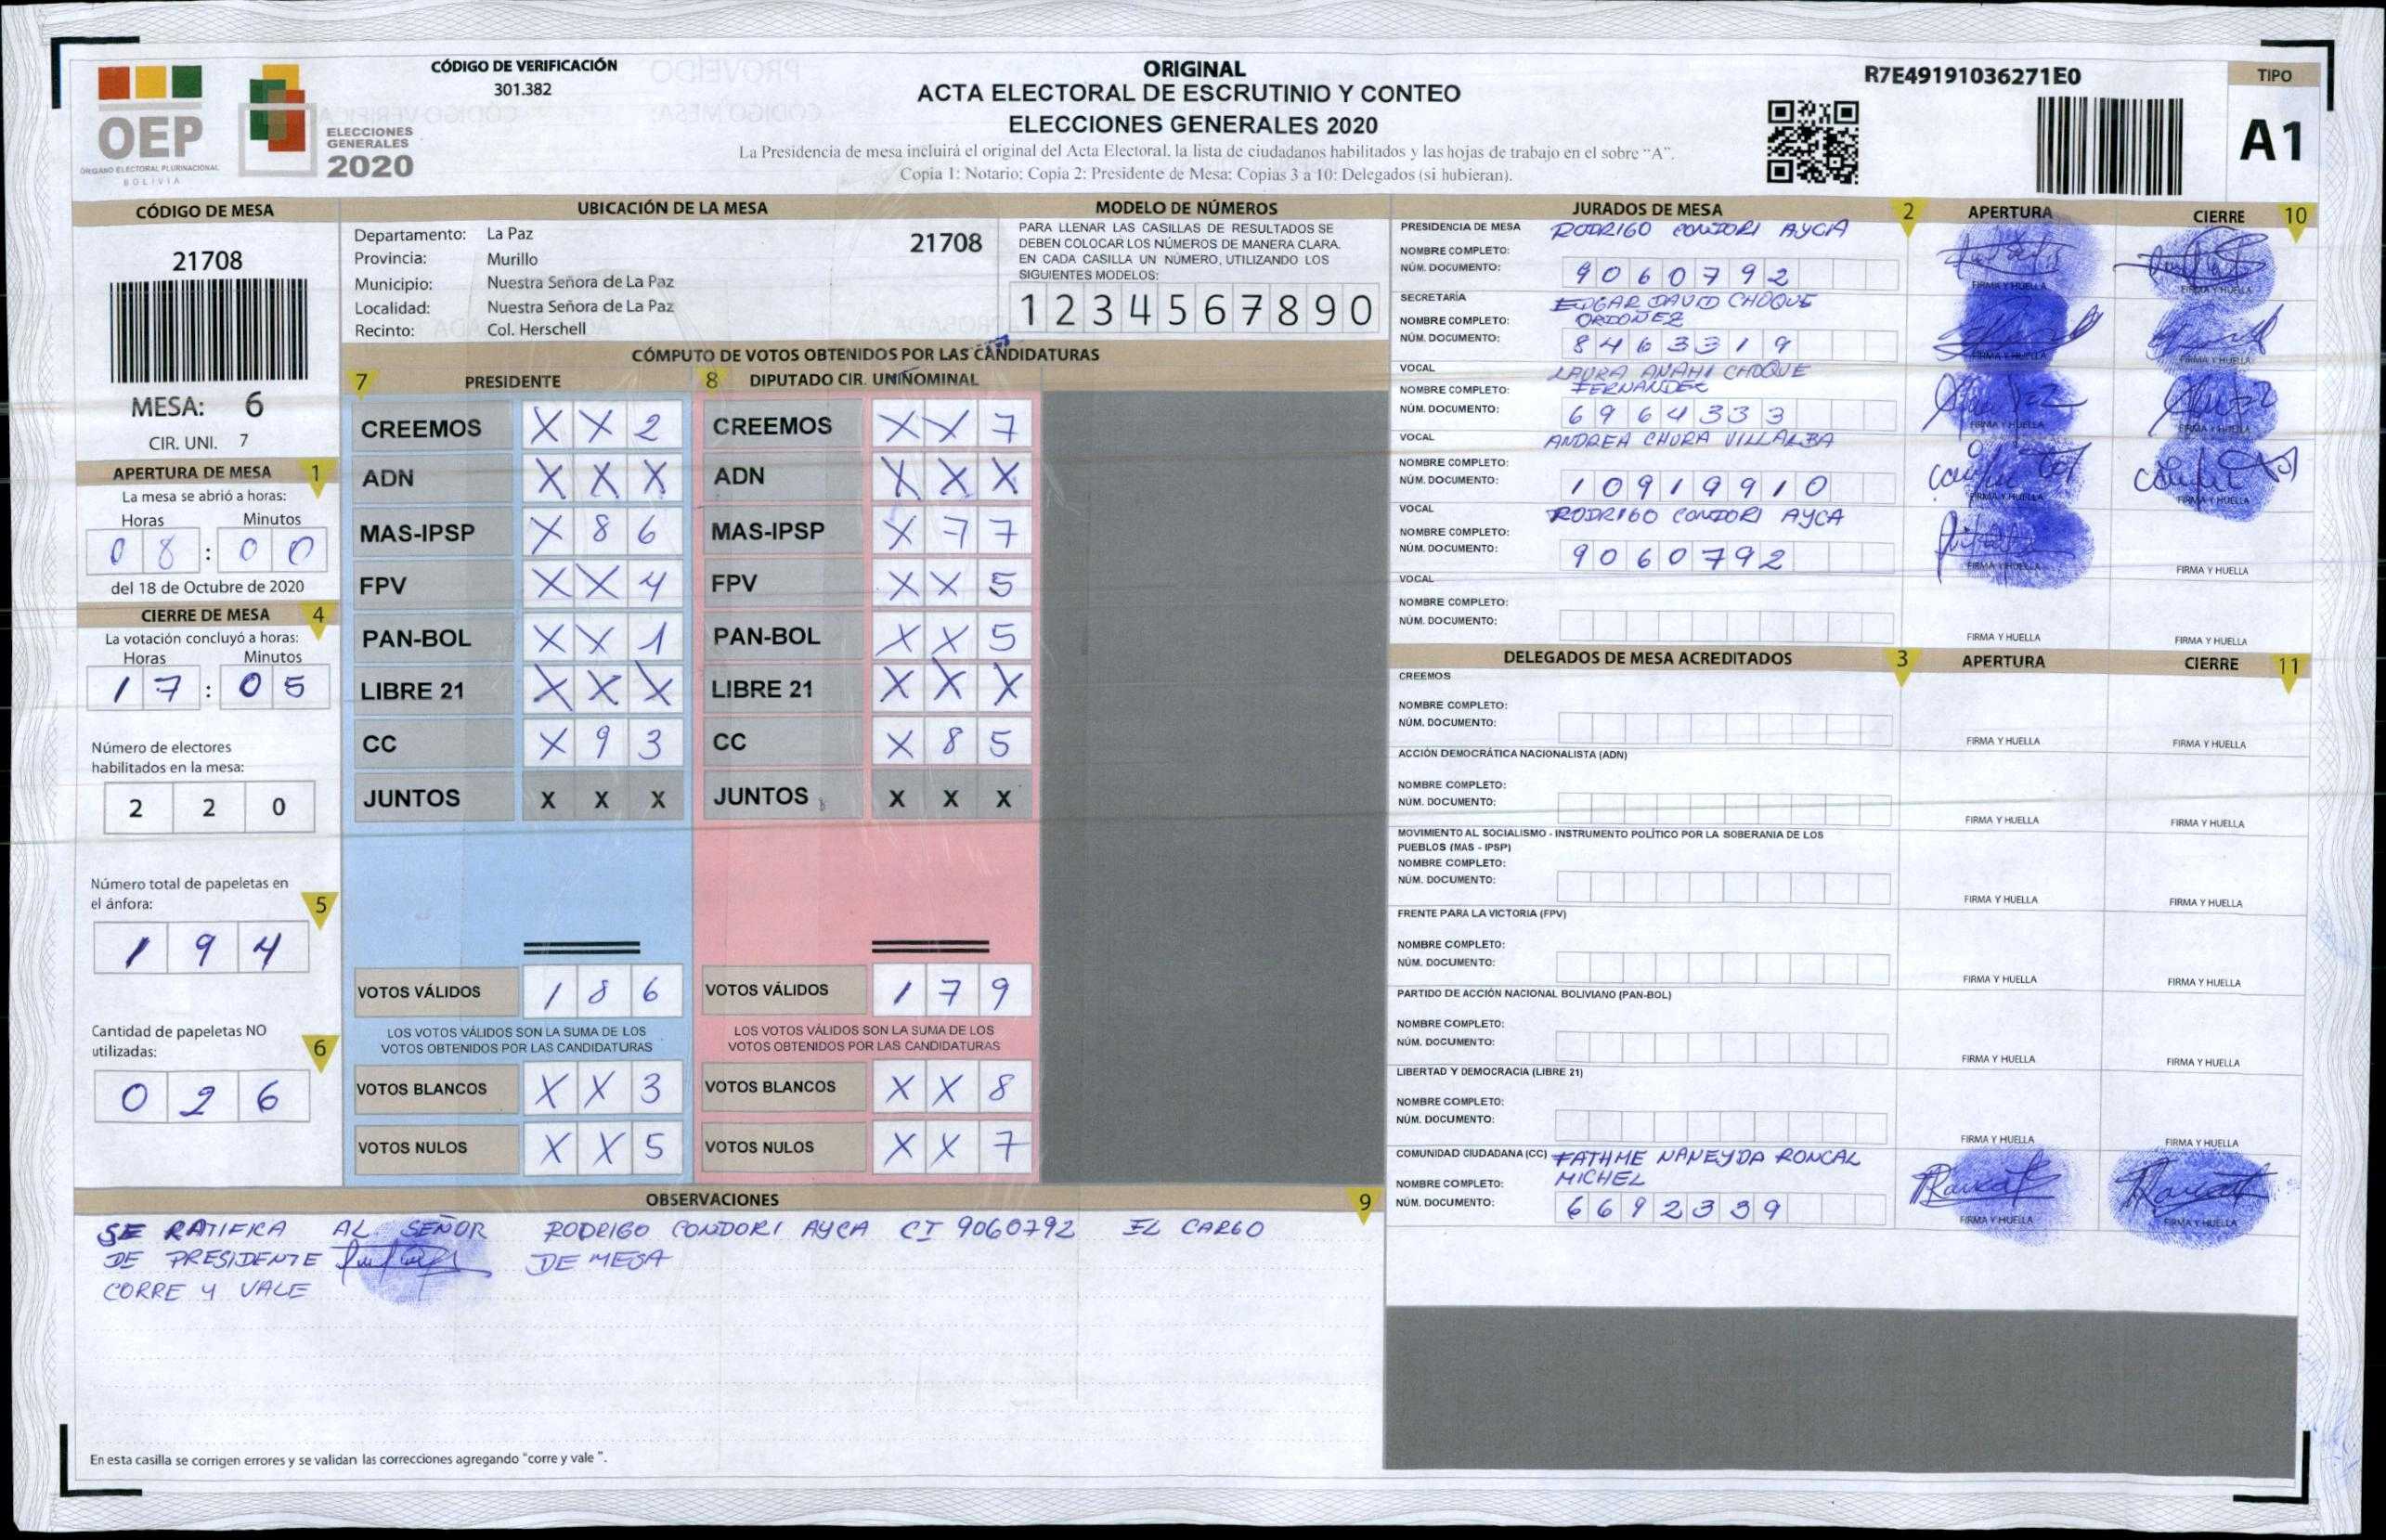 CÓDIGO DE VERIFICACIÓN
301.382
OEP
ÓRGANO ELECTORAL PLURINACIONAL
BOLIVIA
ELECCIONES
GENERALES
2020
ORIGINAL
ACTA ELECTORAL DE ESCRUTINIO Y CONTEO
ELECCIONES GENERALES 2020
La Presidencia de mesa incluirá el original del Acta Electoral, la lista de ciudadanos habilitados y las hojas de trabajo en el sobre “A”.
Copia 1: Notario; Copia 2: Presidente de Mesa; Copias 3 a 10: Delegados (si hubieran).
R7E49191036271E0
TIPO
A1
CÓDIGO DE MESA
21708
MESA: 6
CIR. UNI. 7
APERTURA DE MESA 1
La mesa se abrió a horas:
Horas Minutos
08 : 00
del 18 de Octubre de 2020
CIERRE DE MESA 4
La votación concluyó a horas:
Horas Minutos
17 : 05
Número de electores
habilitados en la mesa:
2 2 0
Número total de papeletas en
el ánfora: 5
1 9 4
Cantidad de papeletas NO
utilizadas: 6
0 2 6
UBICACIÓN DE LA MESA
Departamento: La Paz 21708
Provincia: Murillo
Municipio: Nuestra Señora de La Paz
Localidad: Nuestra Señora de La Paz
Recinto: Col. Herschell
MODELO DE NÚMEROS
PARA LLENAR LAS CASILLAS DE RESULTADOS SE
DEBEN COLOCAR LOS NÚMEROS DE MANERA CLARA.
EN CADA CASILLA UN NÚMERO, UTILIZANDO LOS
SIGUIENTES MODELOS:
1 2 3 4 5 6 7 8 9 0
CÓMPUTO DE VOTOS OBTENIDOS POR LAS CANDIDATURAS
7 PRESIDENTE 8 DIPUTADO CIR. UNINOMINAL
CREEMOS X X 2 CREEMOS X X 7
ADN X X X ADN X X X
MAS-IPSP X 8 6 MAS-IPSP X 7 7
FPV X X 4 FPV X X 5
PAN-BOL X X 1 PAN-BOL X X 5
LIBRE 21 X X X LIBRE 21 X X X
CC X 9 3 CC X 8 5
JUNTOS X X X JUNTOS X X X
VOTOS VÁLIDOS 1 8 6 VOTOS VÁLIDOS 1 7 9
LOS VOTOS VÁLIDOS SON LA SUMA DE LOS LOS VOTOS VÁLIDOS SON LA SUMA DE LOS
VOTOS OBTENIDOS POR LAS CANDIDATURAS VOTOS OBTENIDOS POR LAS CANDIDATURAS
VOTOS BLANCOS X X 3 VOTOS BLANCOS X X 8
VOTOS NULOS X X 5 VOTOS NULOS X X 7
OBSERVACIONES 9
SE RATIFICA AL SEÑOR RODRIGO CONDORI AYCA CI 9060792 EL CARGO
DE PRESIDENTE DE MESA
CORRE Y VALE
En esta casilla se corrigen errores y se validan las correcciones agregando “corre y vale”.
JURADOS DE MESA 2 APERTURA CIERRE 10
PRESIDENCIA DE MESA RODRIGO CONDORI AYCA
NOMBRE COMPLETO:
NÚM. DOCUMENTO: 9060792
FIRMA Y HUELLA FIRMA Y HUELLA
SECRETARÍA EDGAR DAVID CHOQUE
NOMBRE COMPLETO: ORDOÑEZ
NÚM. DOCUMENTO: 8463319
FIRMA Y HUELLA FIRMA Y HUELLA
VOCAL LAURA ANAHI CHOQUE
NOMBRE COMPLETO: FERNANDEZ
NÚM. DOCUMENTO: 6964333
FIRMA Y HUELLA FIRMA Y HUELLA
VOCAL ANDREA CHURA VILLALBA
NOMBRE COMPLETO:
NÚM. DOCUMENTO: 10919910
FIRMA Y HUELLA FIRMA Y HUELLA
VOCAL RODRIGO CONDORI AYCA
NOMBRE COMPLETO:
NÚM. DOCUMENTO: 9060792
FIRMA Y HUELLA FIRMA Y HUELLA
VOCAL
NOMBRE COMPLETO:
NÚM. DOCUMENTO:
FIRMA Y HUELLA FIRMA Y HUELLA
DELEGADOS DE MESA ACREDITADOS 3 APERTURA CIERRE 11
CREEMOS
NOMBRE COMPLETO:
NÚM. DOCUMENTO:
FIRMA Y HUELLA FIRMA Y HUELLA
ACCIÓN DEMOCRÁTICA NACIONALISTA (ADN)
NOMBRE COMPLETO:
NÚM. DOCUMENTO:
FIRMA Y HUELLA FIRMA Y HUELLA
MOVIMIENTO AL SOCIALISMO - INSTRUMENTO POLÍTICO POR LA SOBERANIA DE LOS
PUEBLOS (MAS - IPSP)
NOMBRE COMPLETO:
NÚM. DOCUMENTO:
FIRMA Y HUELLA FIRMA Y HUELLA
FRENTE PARA LA VICTORIA (FPV)
NOMBRE COMPLETO:
NÚM. DOCUMENTO:
FIRMA Y HUELLA FIRMA Y HUELLA
PARTIDO DE ACCIÓN NACIONAL BOLIVIANO (PAN-BOL)
NOMBRE COMPLETO:
NÚM. DOCUMENTO:
FIRMA Y HUELLA FIRMA Y HUELLA
LIBERTAD Y DEMOCRACIA (LIBRE 21)
NOMBRE COMPLETO:
NÚM. DOCUMENTO:
FIRMA Y HUELLA FIRMA Y HUELLA
COMUNIDAD CIUDADANA (CC) FATHME NANEYDA RONCAL
NOMBRE COMPLETO: MICHEL
NÚM. DOCUMENTO: 6692339
FIRMA Y HUELLA FIRMA Y HUELLA